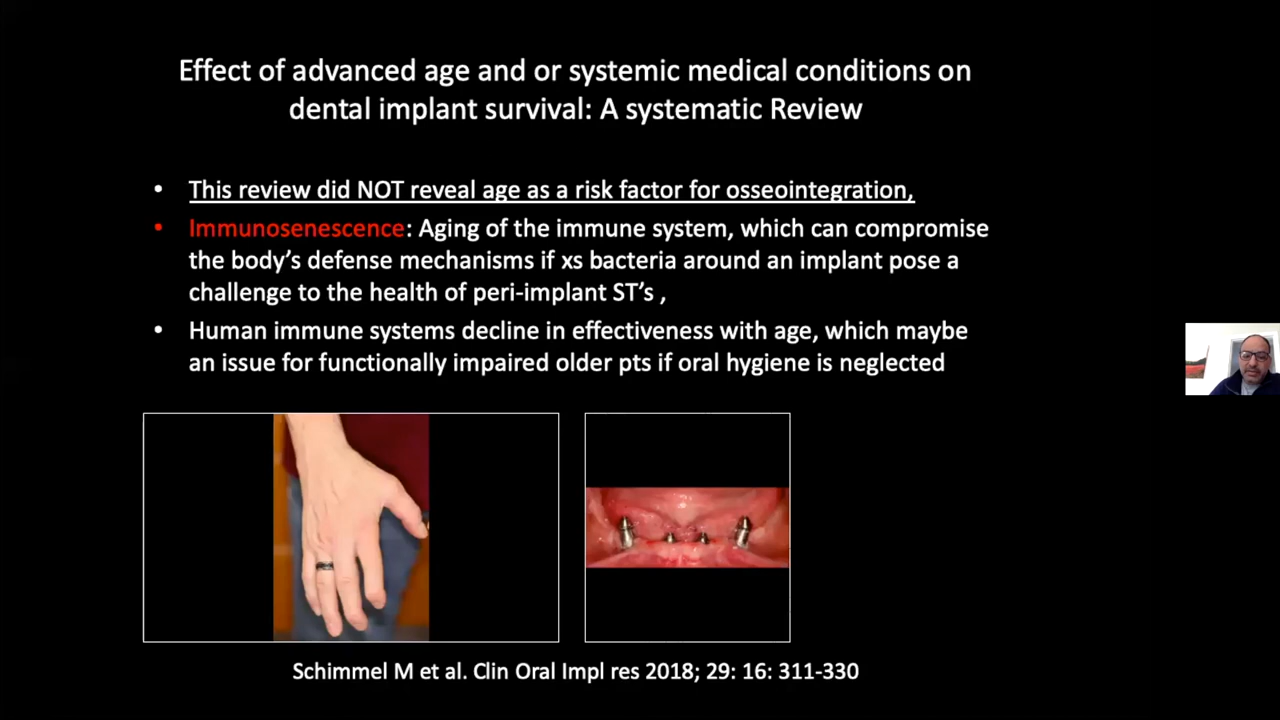 Effect of advanced age and or systemic medical conditions on
dental implant survival: A systematic Review
• This review did NOT reveal age as a risk factor for osseointegration,
• Immunosenescence: Aging of the immune system, which can compromise
the body’s defense mechanisms if xs bacteria around an implant pose a
challenge to the health of peri-implant ST’s ,
• Human immune systems decline in effectiveness with age, which maybe
an issue for functionally impaired older pts if oral hygiene is neglected
Schimmel M et al. Clin Oral Impl res 2018; 29: 16: 311-330